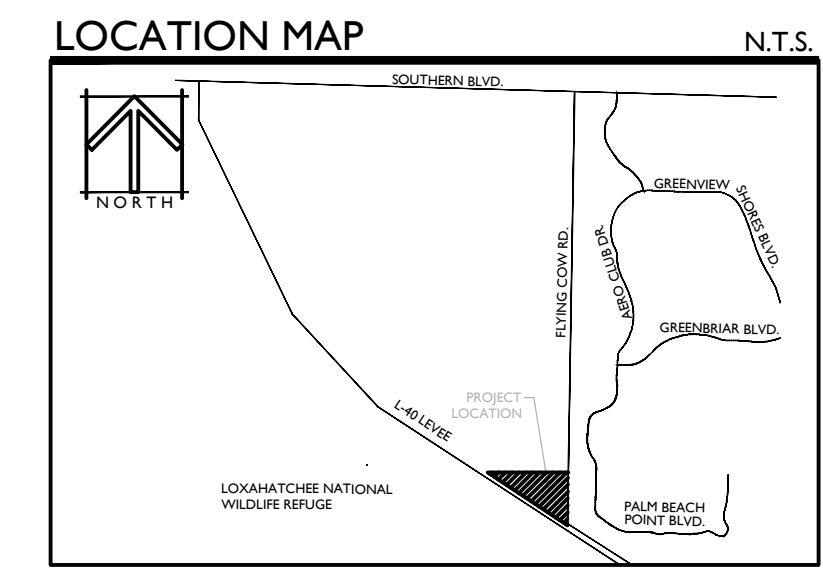 LOCATION MAP
N.T.S.
SOUTHERN BLVD.
NORTH
GREENVIEW
SHORES BLVD.
FLYING COW RD.
AERO CLUB DR.
GREENBRIAR BLVD.
PROJECT
LOCATION
L-40 LEVEE
LOXAHATCHEE NATIONAL
WILDLIFE REFUGE
PALM BEACH
POINT BLVD.